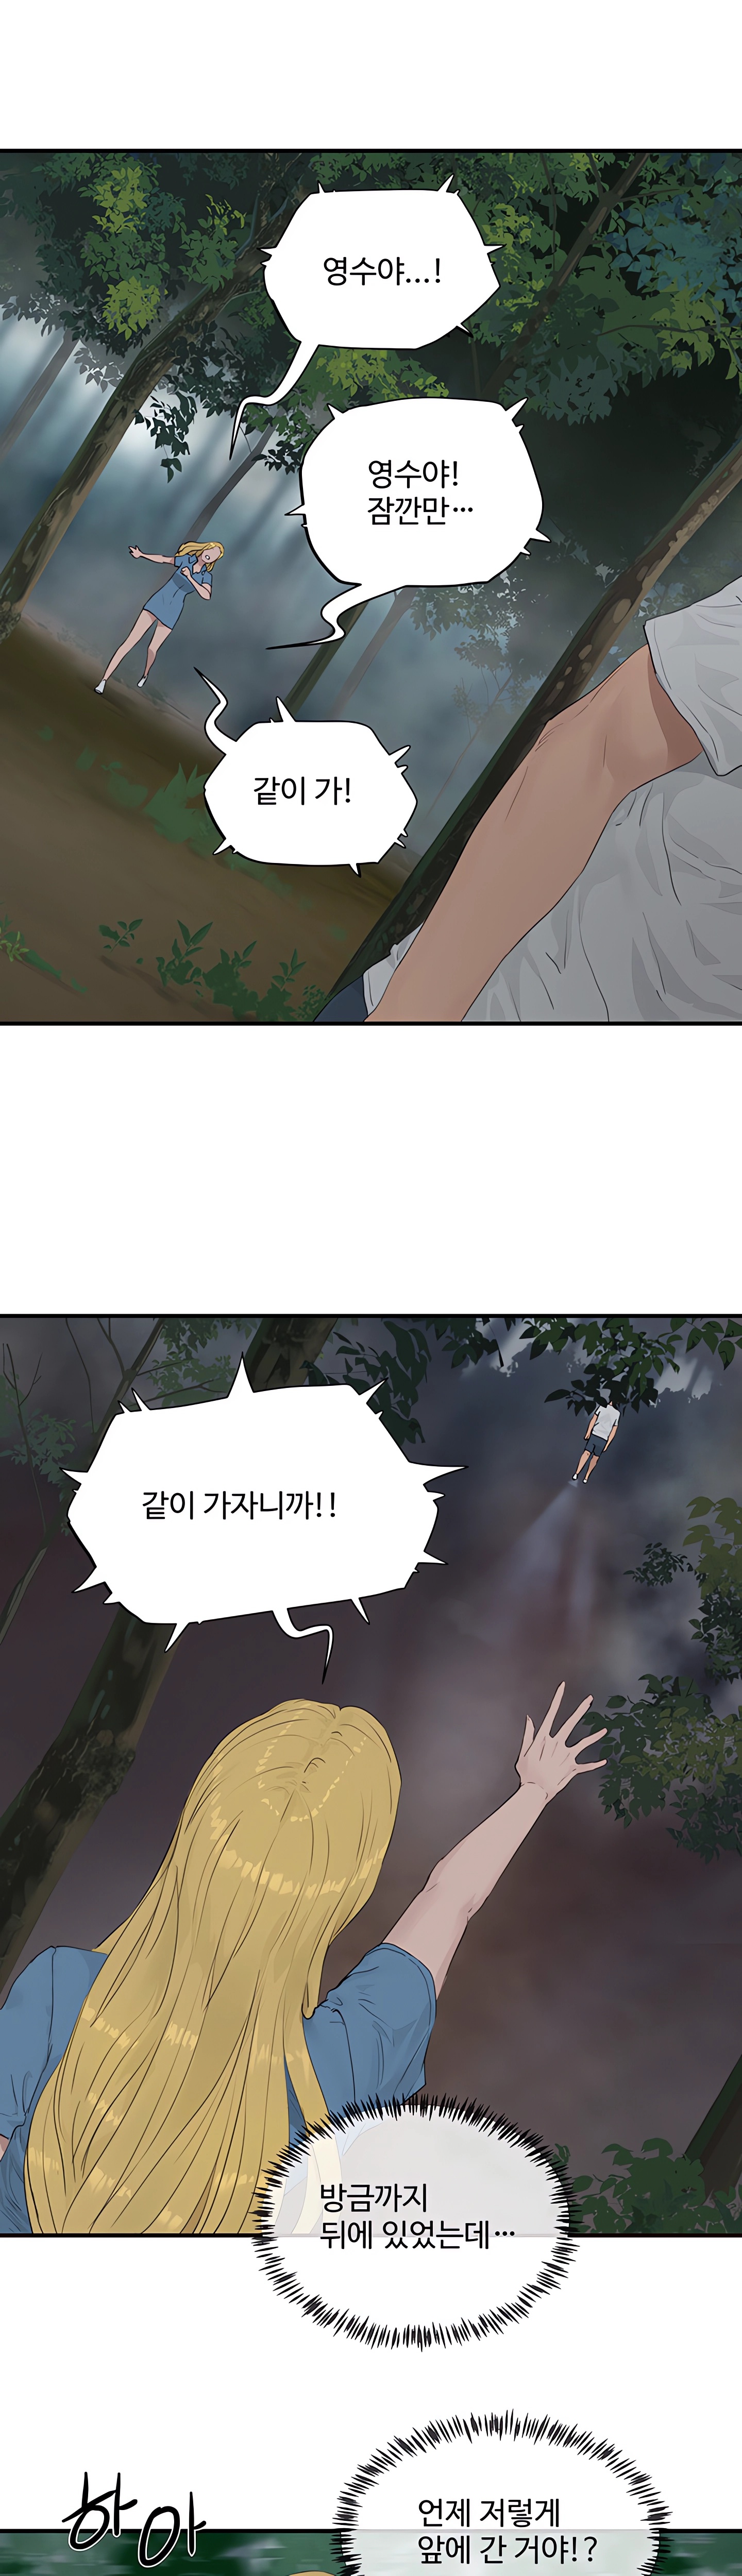 영수야...!
영수야!
잠깐만...
같이 가!
같이 가자니까!!
방금까지
뒤에 있었는데...
언제 저렇게
앞에 간 거야!?
하아